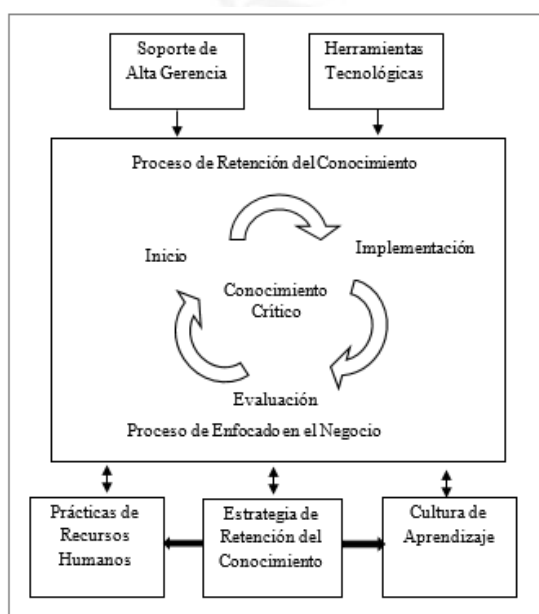 Soporte de
Alta Gerencia
Herramientas
Tecnológicas
Proceso de Retención del Conocimiento
Inicio
Implementación
Conocimiento
Crítico
Evaluación
Proceso de Enfocado en el Negocio
Prácticas de
Recursos
Humanos
Estrategia de
Retención del
Conocimiento
Cultura de
Aprendizaje